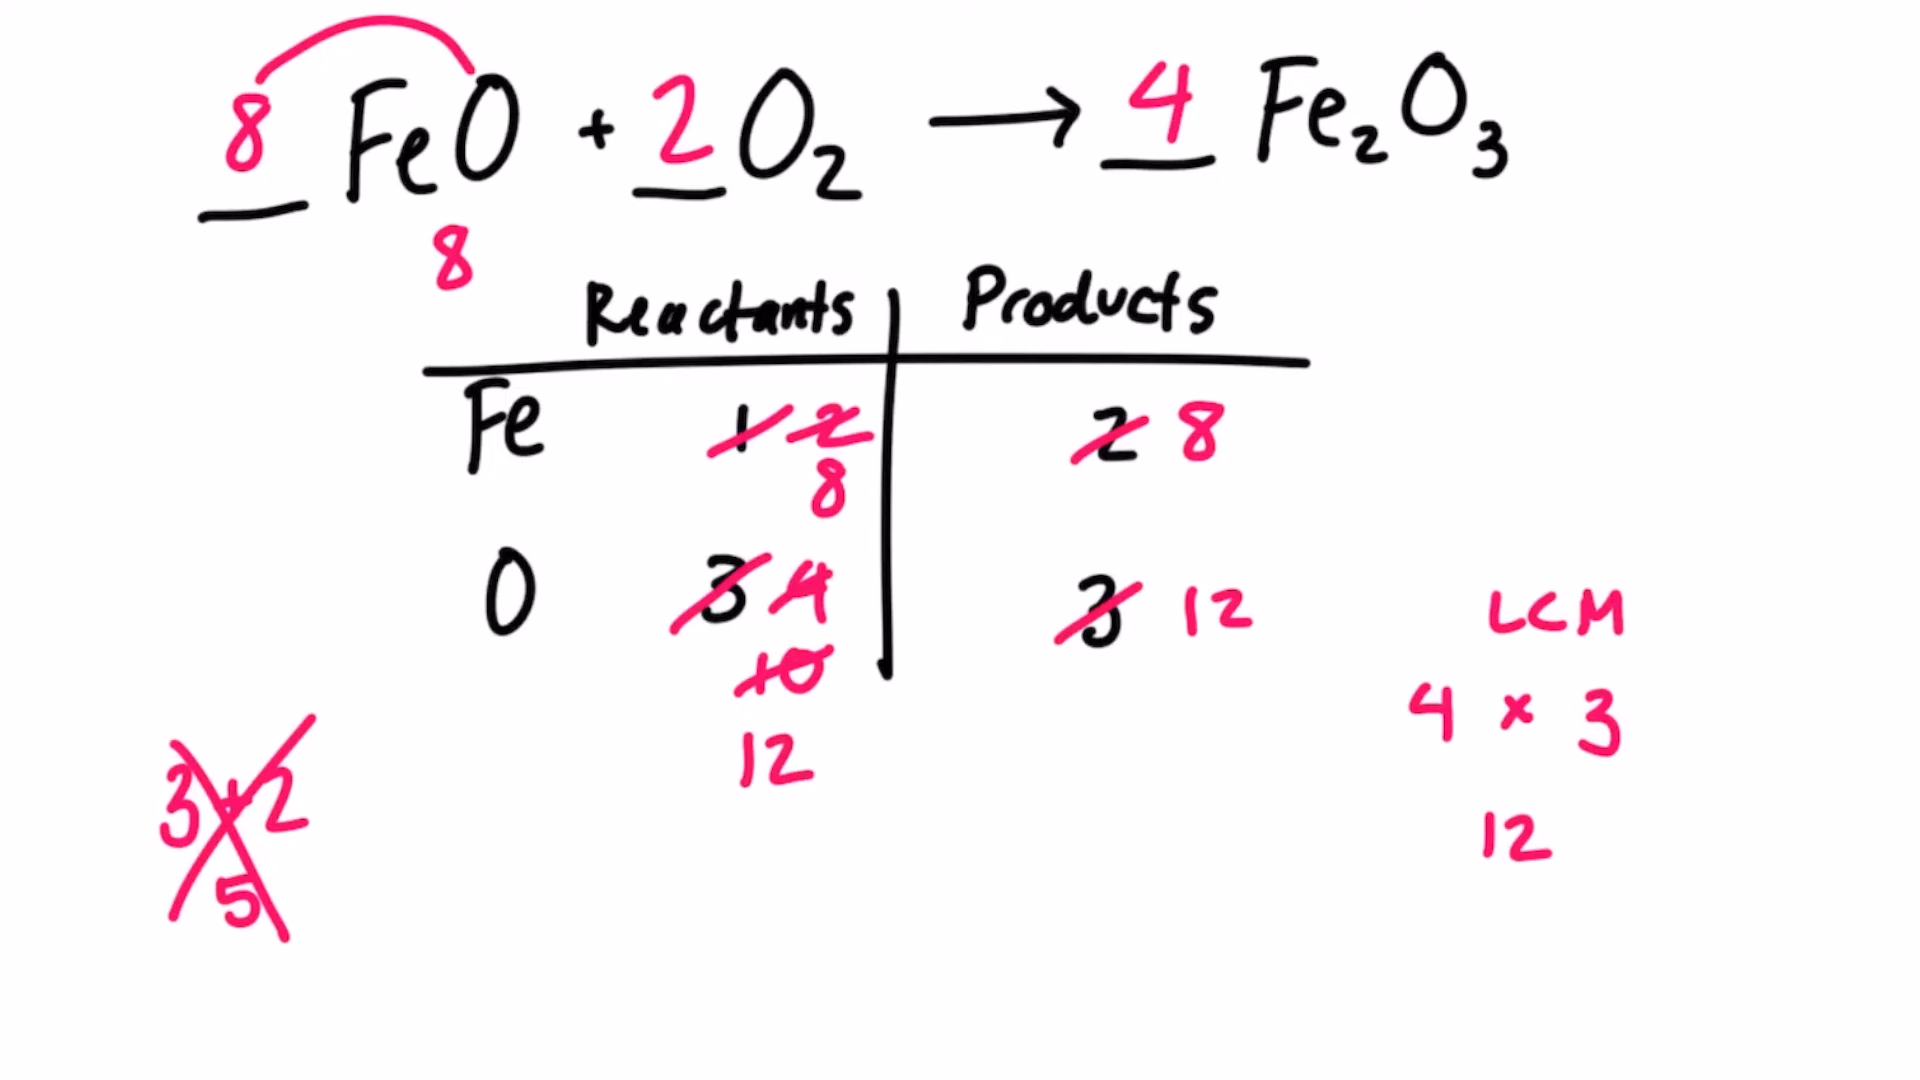 8 FeO + 2 O₂ → 4 Fe₂O₃
8
Reactants Products
Fe 1 2 2 8
8
O 3 4 3 12
LCM
10
4 x 3
12
3 + 2
12
5